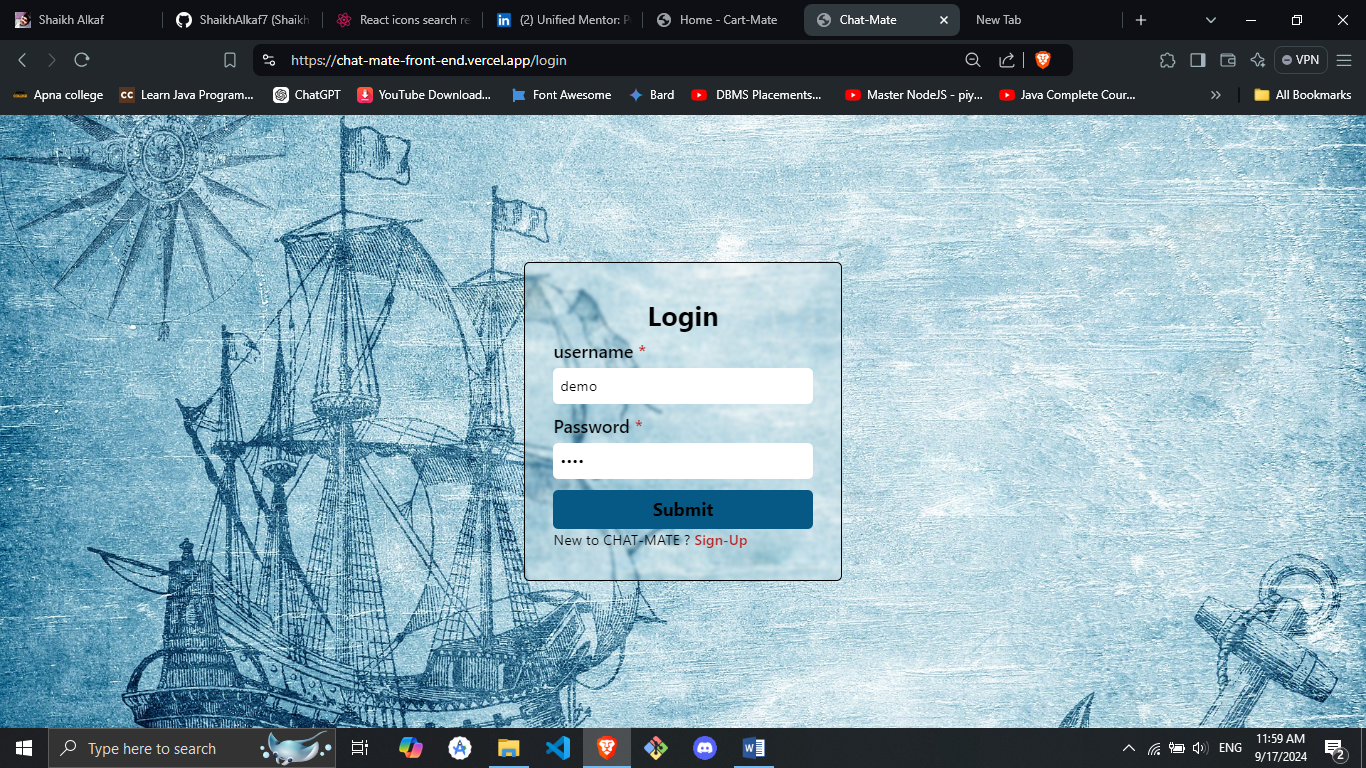 Shaikh Alkaf
ShaikhAlkaf7 (Shaikh
React icons search re
(2) Unified Mentor: P
Home - Cart-Mate
Chat-Mate
New Tab
https://chat-mate-front-end.vercel.app/login
VPN
Apna college
CC
Learn Java Program...
ChatGPT
YouTube Download...
Font Awesome
Bard
DBMS Placements...
Master NodeJS - piy...
Java Complete Cour...
All Bookmarks
Login
username *
demo
Password *
••••
Submit
New to CHAT-MATE ? Sign-Up
Type here to search
ENG
11:59 AM
9/17/2024
2